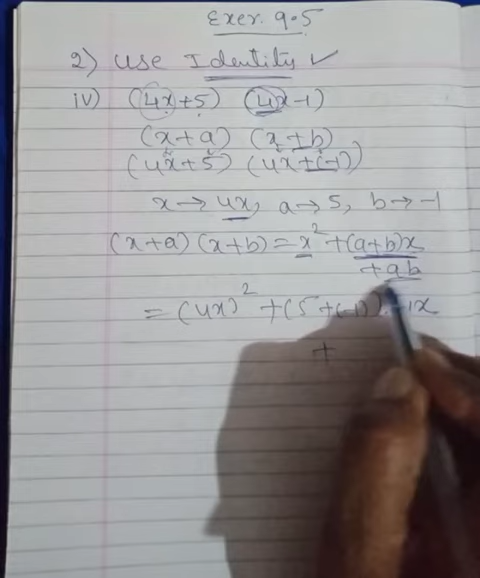 Exer. 9.5
2) Use Identity ✓
iv) (4x+5) (4x-1)
(x+a) (x+b)
(4x+5) (4x+(-1))
x → 4x, a → 5, b → -1
(x+a) (x+b) = x² + (a+b)x
+ab
= (4x)² + (5+(-1)) 4x
+